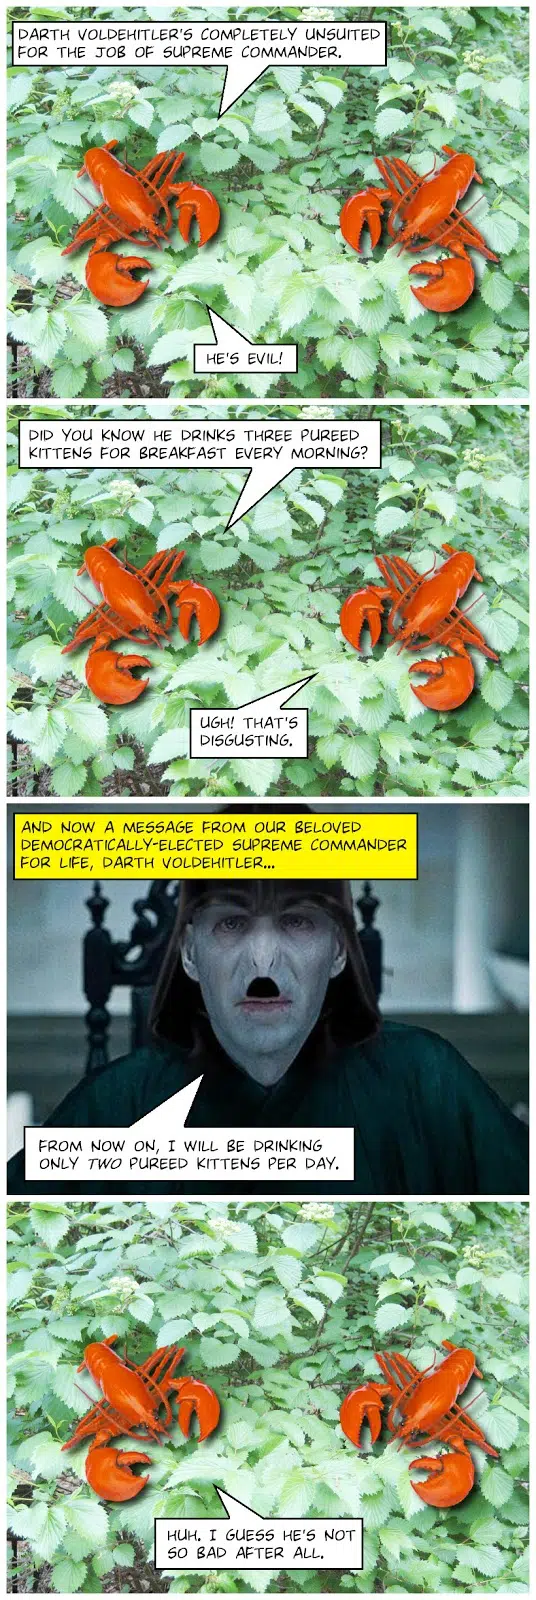 DARTH VOLDEHITLER'S COMPLETELY UNSUITED
FOR THE JOB OF SUPREME COMMANDER.
HE'S EVIL!
DID YOU KNOW HE DRINKS THREE PUREED
KITTENS FOR BREAKFAST EVERY MORNING?
UGH! THAT'S
DISGUSTING.
AND NOW A MESSAGE FROM OUR BELOVED
DEMOCRATICALLY-ELECTED SUPREME COMMANDER
FOR LIFE, DARTH VOLDEHITLER...
FROM NOW ON, I WILL BE DRINKING
ONLY TWO PUREED KITTENS PER DAY.
HUH. I GUESS HE'S NOT
SO BAD AFTER ALL.